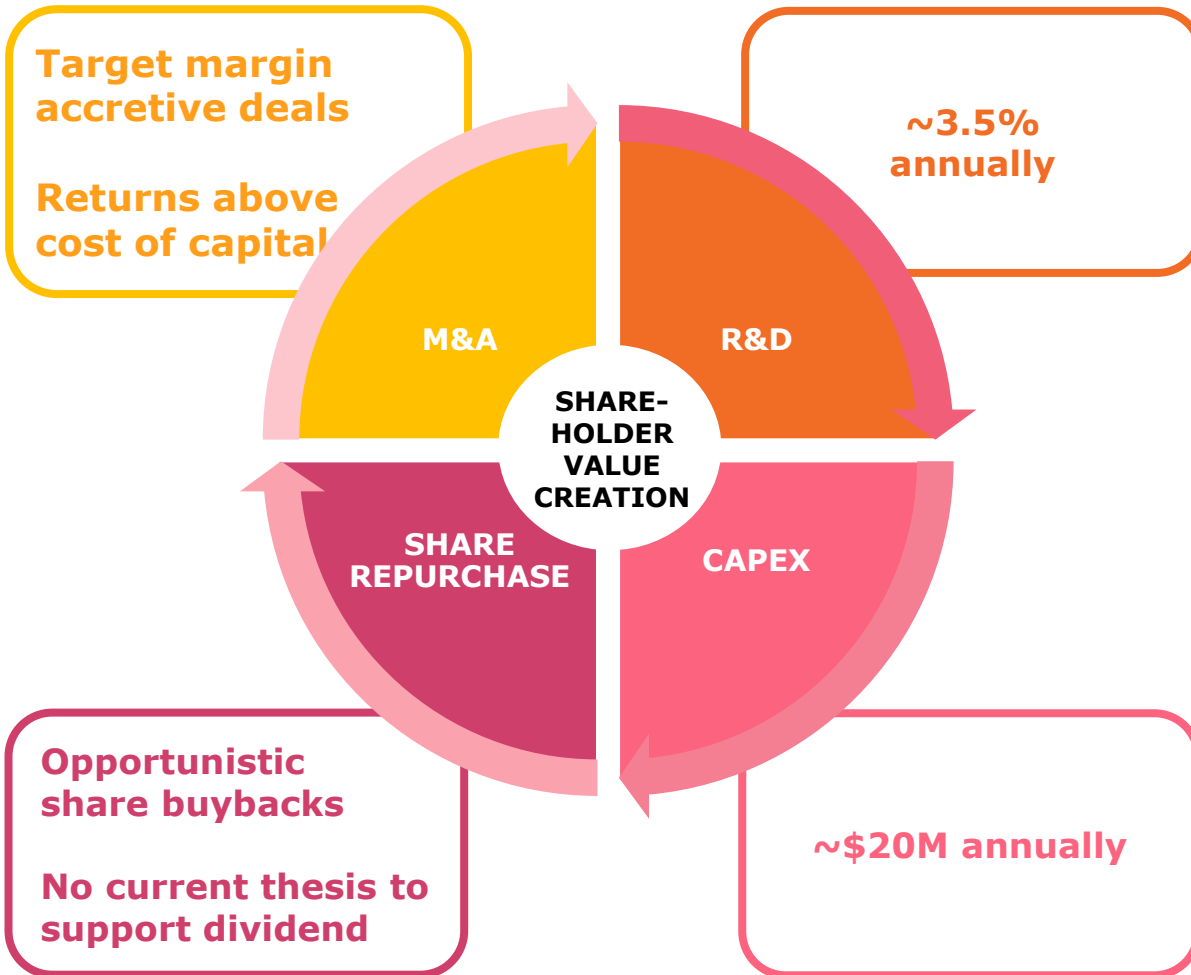 Target margin
accretive deals
Returns above
cost of capital
~3.5%
annually
M&A
R&D
SHARE-
HOLDER
VALUE
CREATION
SHARE
REPURCHASE
CAPEX
Opportunistic
share buybacks
No current thesis to
support dividend
~$20M annually